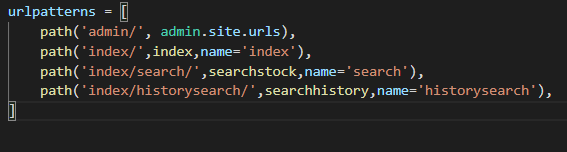 urlpatterns = [
    path('admin/', admin.site.urls),
    path('index/',index,name='index'),
    path('index/search/',searchstock,name='search'),
    path('index/historysearch/',searchhistory,name='historysearch'),
]